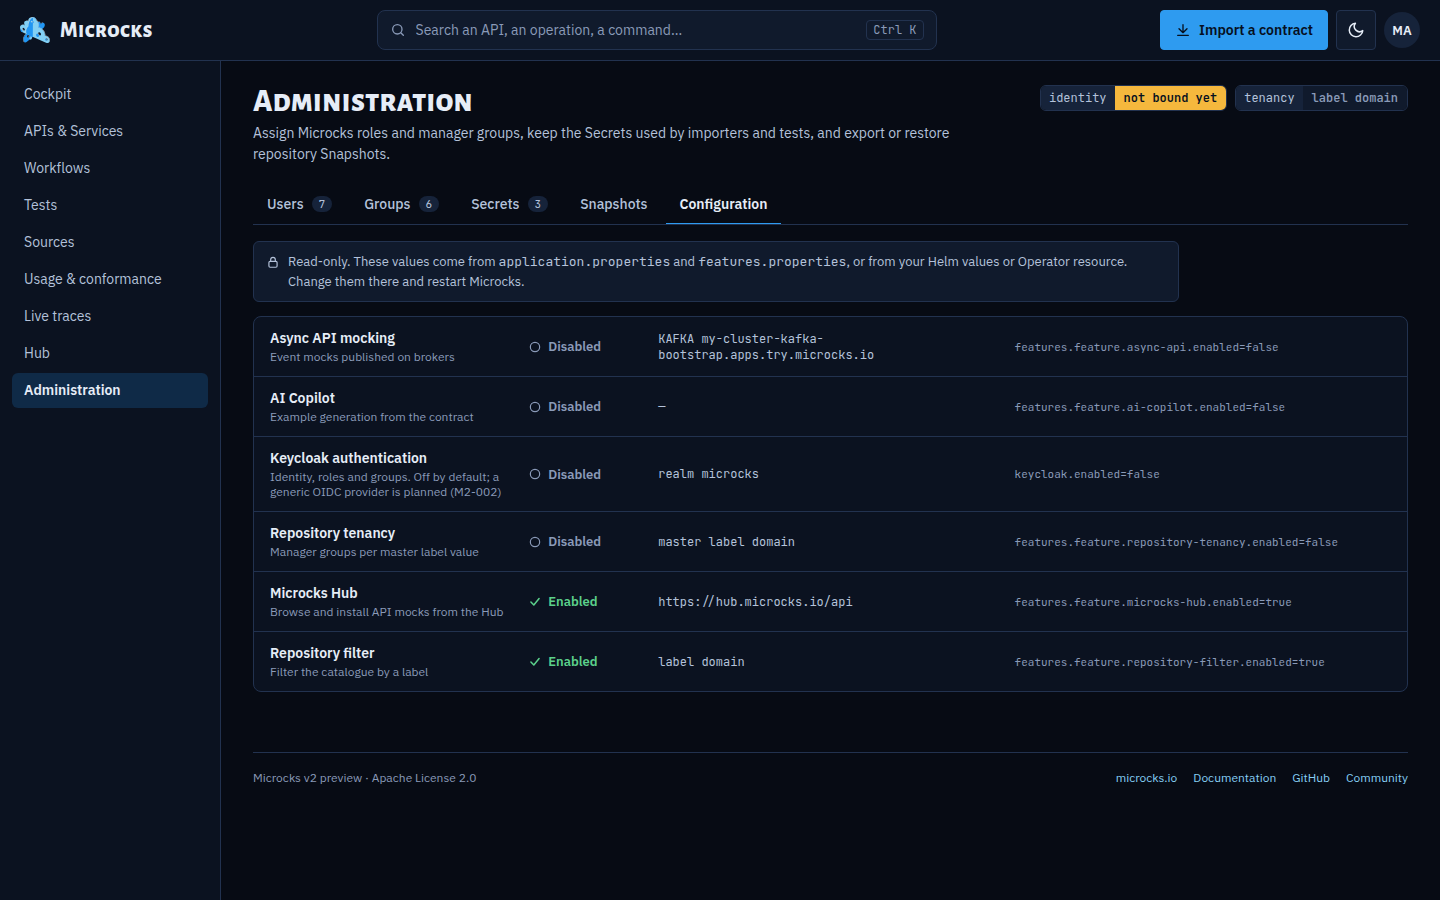 Microcks
Search an API, an operation, a command...
Ctrl K
Import a contract
MA
Cockpit
APIs & Services
Workflows
Tests
Sources
Usage & conformance
Live traces
Hub
Administration
Administration
identity not bound yet
tenancy label domain
Assign Microcks roles and manager groups, keep the Secrets used by importers and tests, and export or restore
repository Snapshots.
Users 7
Groups 6
Secrets 3
Snapshots
Configuration
Read-only. These values come from application.properties and features.properties, or from your Helm values or Operator resource.
Change them there and restart Microcks.
Async API mocking
Event mocks published on brokers
Disabled
KAFKA my-cluster-kafka-
bootstrap.apps.try.microcks.io
features.feature.async-api.enabled=false
AI Copilot
Example generation from the contract
Disabled
—
features.feature.ai-copilot.enabled=false
Keycloak authentication
Identity, roles and groups. Off by default; a
generic OIDC provider is planned (M2-002)
Disabled
realm microcks
keycloak.enabled=false
Repository tenancy
Manager groups per master label value
Disabled
master label domain
features.feature.repository-tenancy.enabled=false
Microcks Hub
Browse and install API mocks from the Hub
Enabled
https://hub.microcks.io/api
features.feature.microcks-hub.enabled=true
Repository filter
Filter the catalogue by a label
Enabled
label domain
features.feature.repository-filter.enabled=true
Microcks v2 preview · Apache License 2.0
microcks.io
Documentation
GitHub
Community